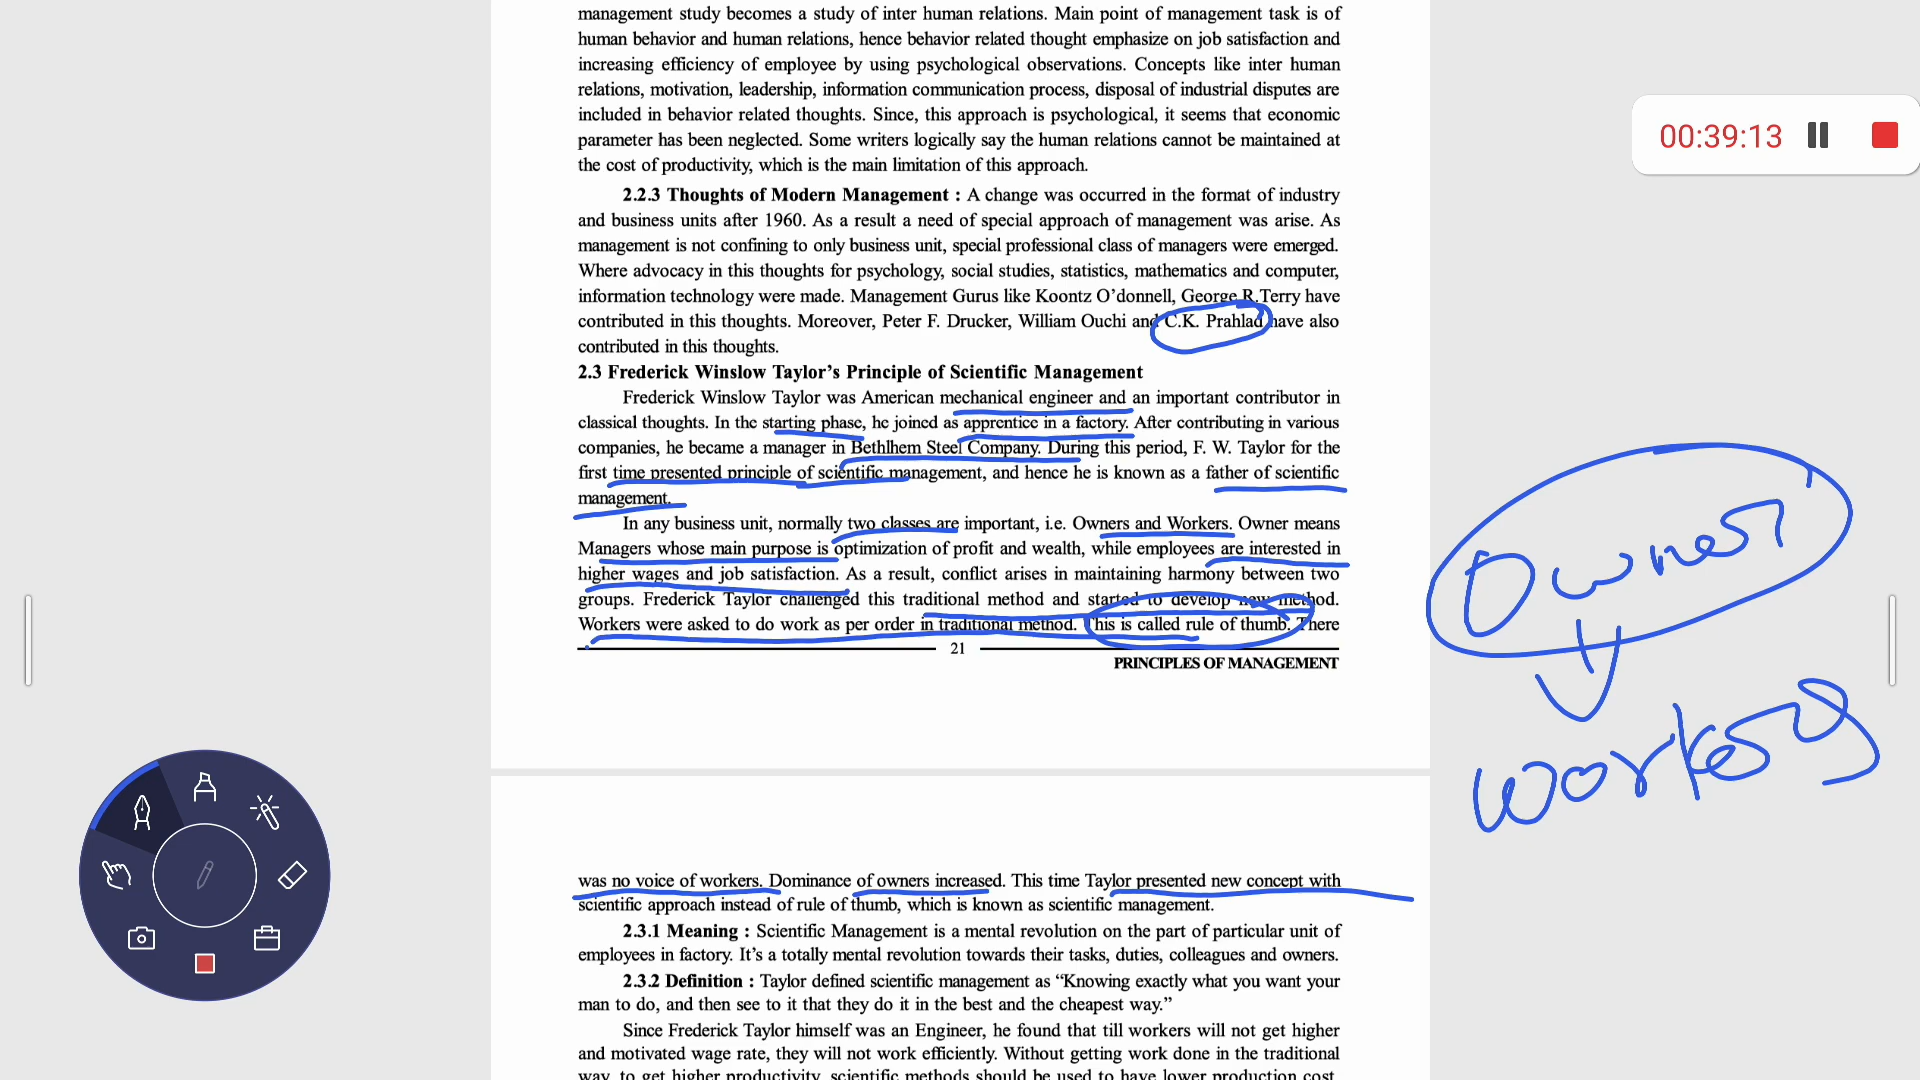 management study becomes a study of inter human relations. Main point of management task is of
human behavior and human relations, hence behavior related thought emphasize on job satisfaction and
increasing efficiency of employee by using psychological observations. Concepts like inter human
relations, motivation, leadership, information communication process, disposal of industrial disputes are
included in behavior related thoughts. Since, this approach is psychological, it seems that economic
parameter has been neglected. Some writers logically say the human relations cannot be maintained at
the cost of productivity, which is the main limitation of this approach.
2.2.3 Thoughts of Modern Management : A change was occurred in the format of industry
and business units after 1960. As a result a need of special approach of management was arise. As
management is not confining to only business unit, special professional class of managers were emerged.
Where advocacy in this thoughts for psychology, social studies, statistics, mathematics and computer,
information technology were made. Management Gurus like Koontz O’donnell, George R.Terry have
contributed in this thoughts. Moreover, Peter F. Drucker, William Ouchi and C.K. Prahlad have also
contributed in this thoughts.
2.3 Frederick Winslow Taylor’s Principle of Scientific Management
Frederick Winslow Taylor was American mechanical engineer and an important contributor in
classical thoughts. In the starting phase, he joined as apprentice in a factory. After contributing in various
companies, he became a manager in Bethlhem Steel Company. During this period, F. W. Taylor for the
first time presented principle of scientific management, and hence he is known as a father of scientific
management.
In any business unit, normally two classes are important, i.e. Owners and Workers. Owner means
Managers whose main purpose is optimization of profit and wealth, while employees are interested in
higher wages and job satisfaction. As a result, conflict arises in maintaining harmony between two
groups. Frederick Taylor challenged this traditional method and started to develop new method.
Workers were asked to do work as per order in traditional method. This is called rule of thumb. There
21
PRINCIPLES OF MANAGEMENT
was no voice of workers. Dominance of owners increased. This time Taylor presented new concept with
scientific approach instead of rule of thumb, which is known as scientific management.
2.3.1 Meaning : Scientific Management is a mental revolution on the part of particular unit of
employees in factory. It’s a totally mental revolution towards their tasks, duties, colleagues and owners.
2.3.2 Definition : Taylor defined scientific management as “Knowing exactly what you want your
man to do, and then see to it that they do it in the best and the cheapest way.”
Since Frederick Taylor himself was an Engineer, he found that till workers will not get higher
and motivated wage rate, they will not work efficiently. Without getting work done in the traditional
way, to get higher productivity, scientific methods should be used to have lower production cost.
00:39:13
Owner
workers